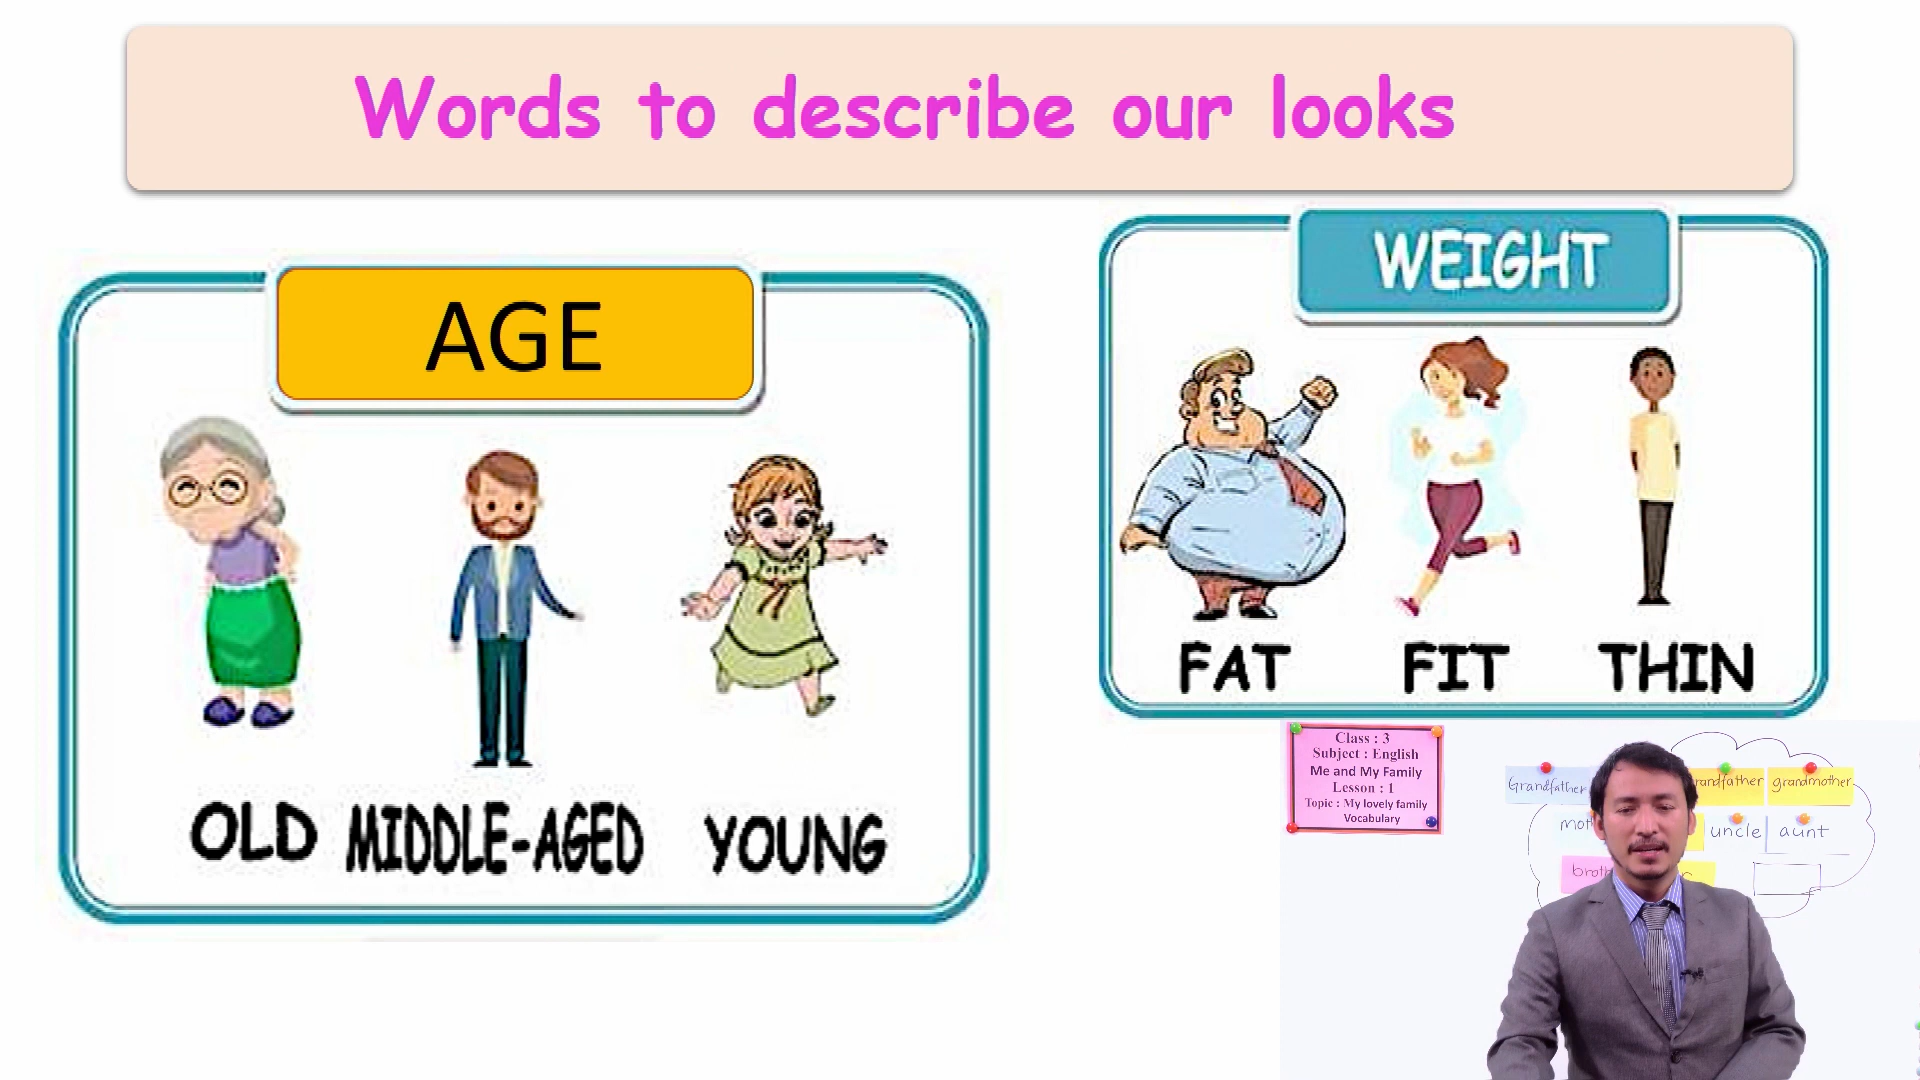 Words to describe our looks
AGE
OLD MIDDLE-AGED YOUNG
WEIGHT
FAT FIT THIN
Class : 3
Subject : English
Me and My Family
Lesson : 1
Topic : My lovely family
Vocabulary
Grandfather
randfather
grandmother
uncle
aunt